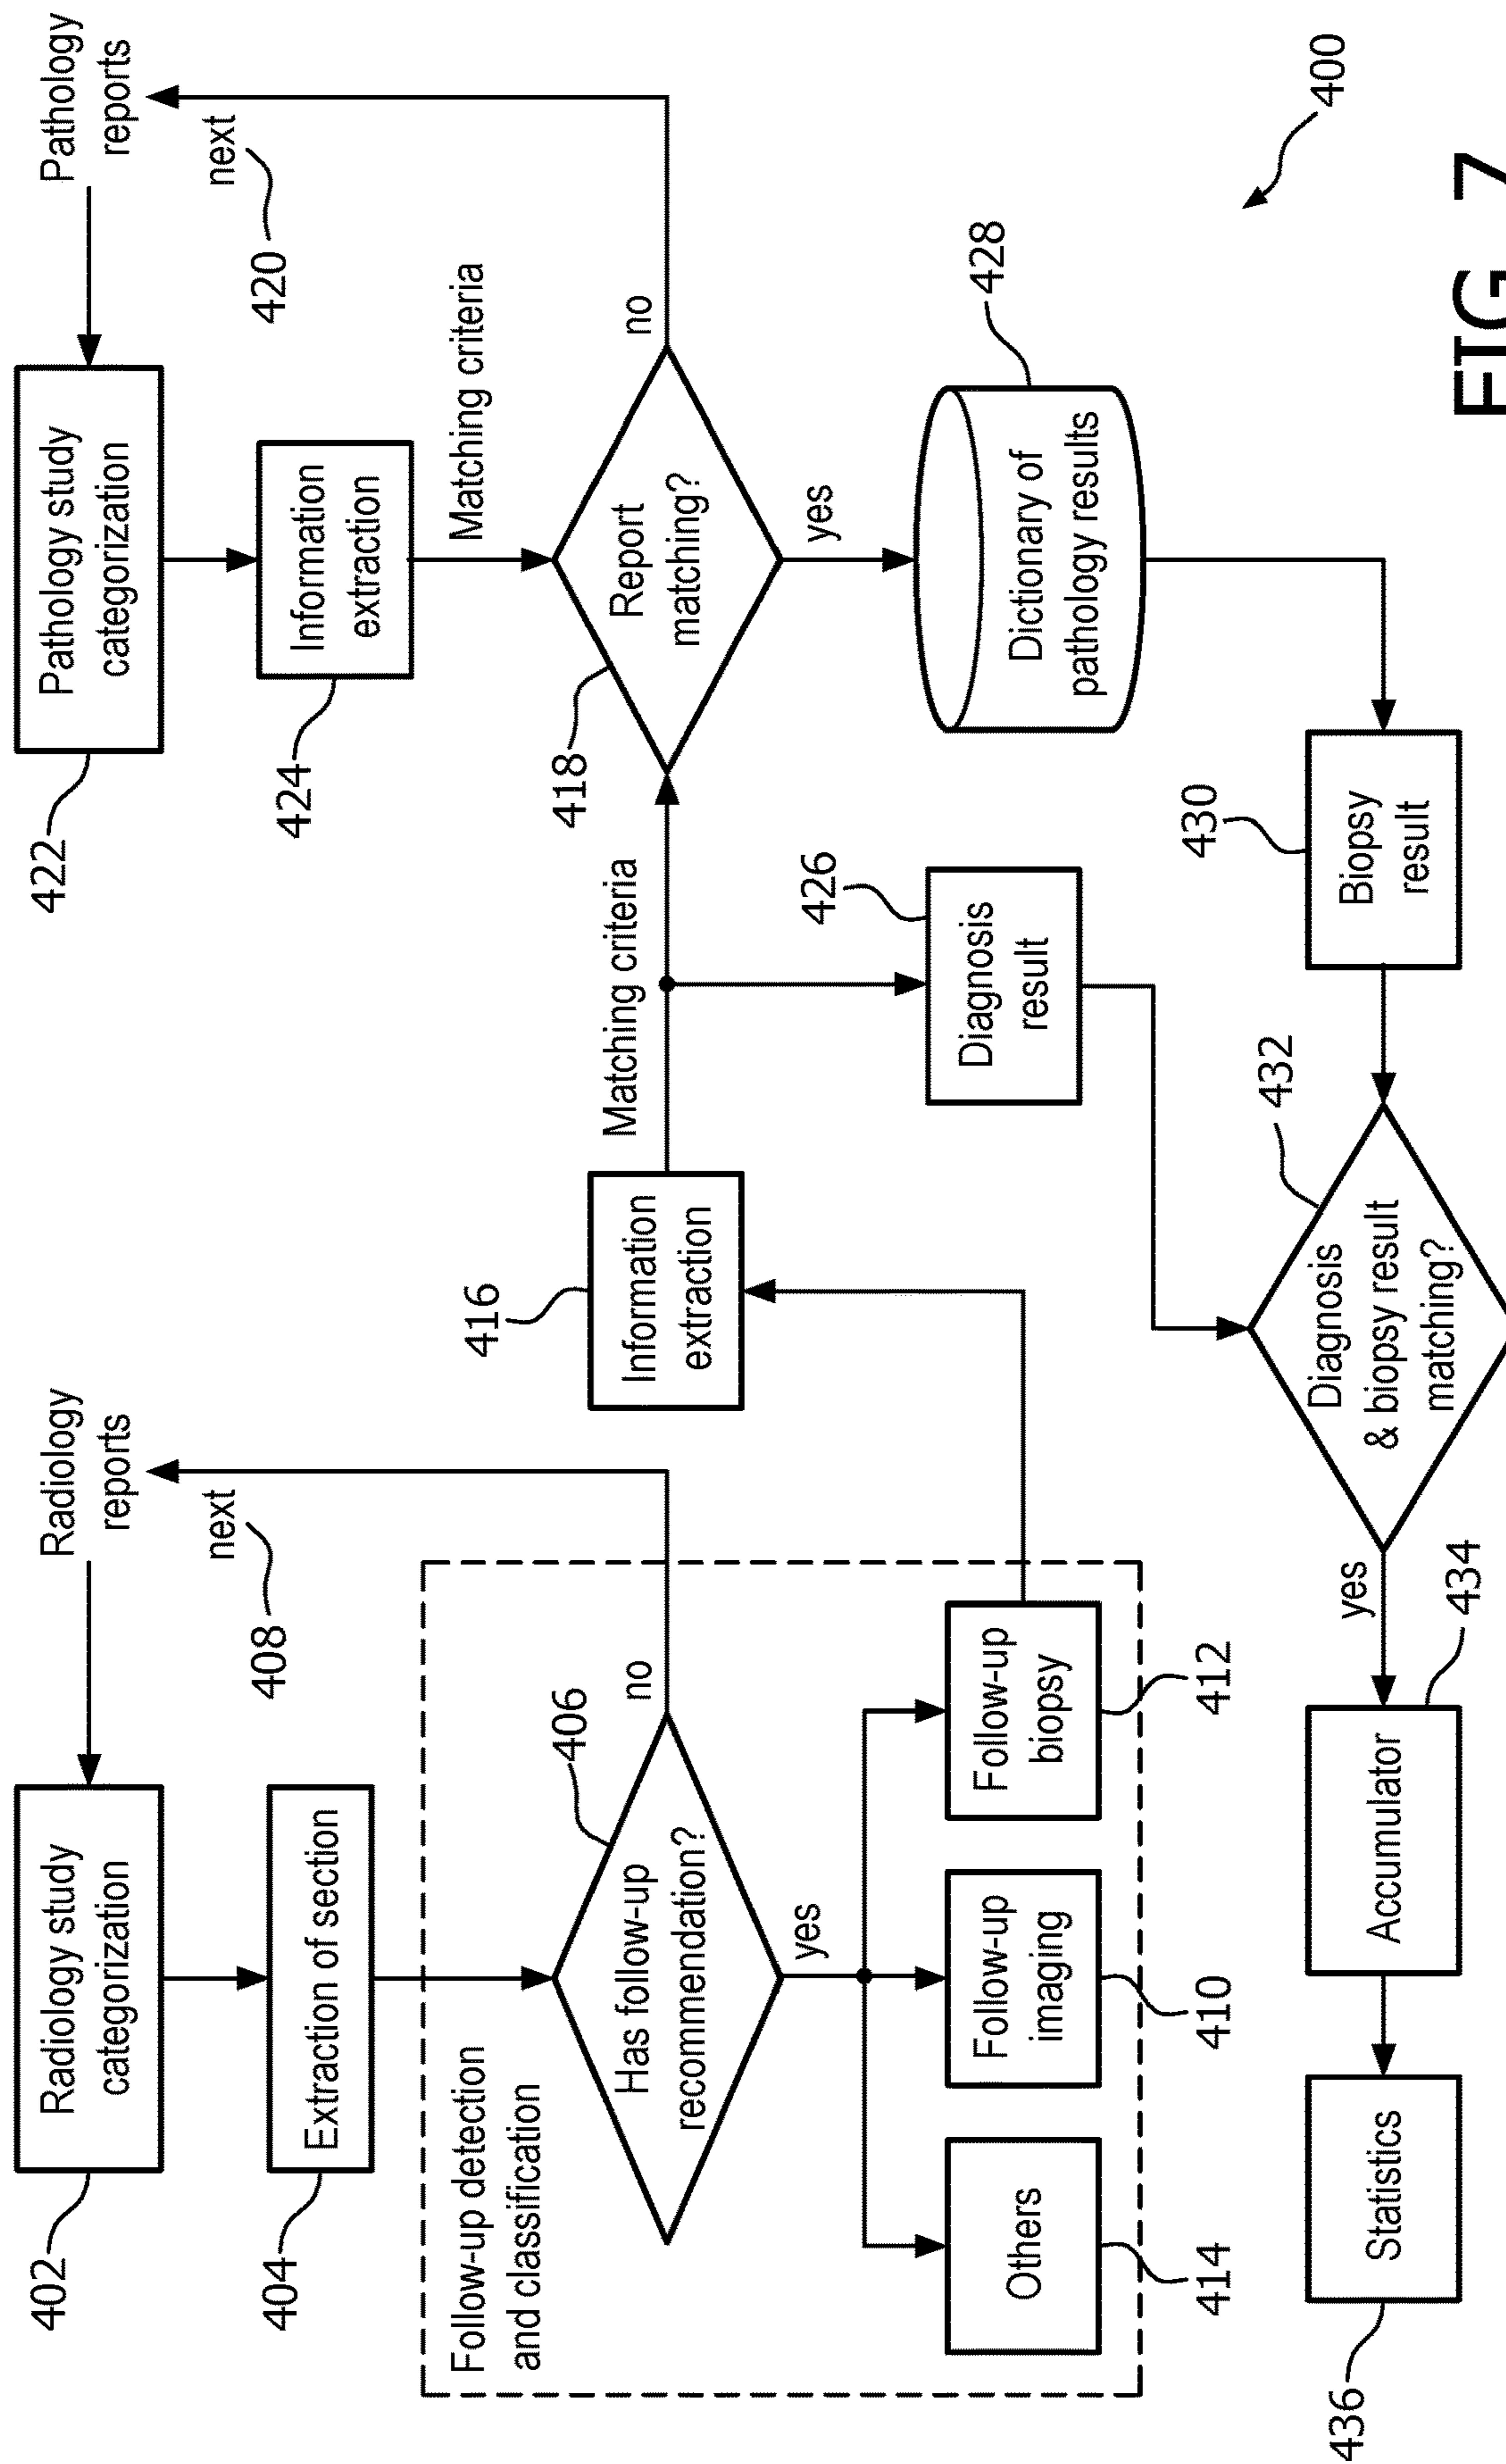 Radiology
reports
Radiology study
categorization
402
next
408
Extraction of section
404
Follow-up detection
and classification
Has follow-up
recommendation?
406
no
yes
Others
414
Follow-up
imaging
410
Follow-up
biopsy
412
Information
extraction
416
Matching criteria
Pathology
reports
Pathology study
categorization
422
next
420
Information
extraction
424
Matching criteria
Report
matching?
418
no
yes
Dictionary of
pathology results
428
Diagnosis
result
426
Biopsy
result
430
Diagnosis
& biopsy result
matching?
432
yes
Accumulator
434
Statistics
436
400
FIG. 7